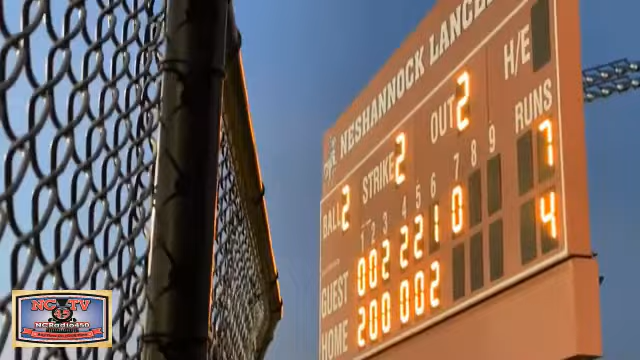 NESHANNOCK LANCERS
BALL 2 STRIKE 2 OUT 2 H/E
1 2 3 4 5 6 7 8 9 RUNS
GUEST 0 0 2 2 2 1 0 7
HOME 2 0 0 0 0 2 4
NC TV
NCRadio450